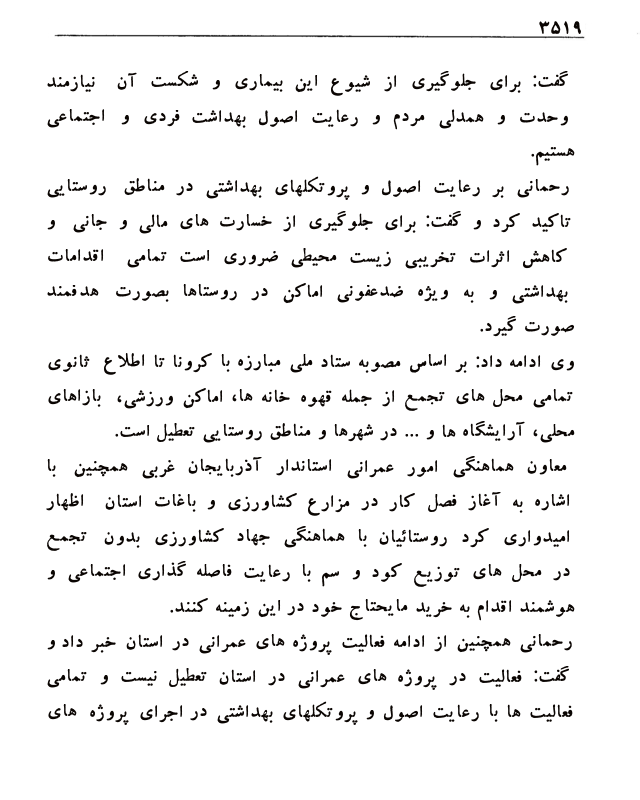 ۳۵۱۹
گفت: برای جلوگیری از شیوع این بیماری و شکست آن نیازمند
وحدت و همدلی مردم و رعایت اصول بهداشت فردی و اجتماعی
هستیم.
رحمانی بر رعایت اصول و پروتکلهای بهداشتی در مناطق روستایی
تاکید کرد و گفت: برای جلوگیری از خسارت های مالی و جانی و
کاهش اثرات تخریبی زیست محیطی ضروری است تمامی اقدامات
بهداشتی و به ویژه ضدعفونی اماکن در روستاها بصورت هدفمند
صورت گیرد.
وی ادامه داد: بر اساس مصوبه ستاد ملی مبارزه با کرونا تا اطلاع ثانوی
تمامی محل های تجمع از جمله قهوه خانه ها، اماکن ورزشی، بازاهای
محلی، آرایشگاه ها و ... در شهرها و مناطق روستایی تعطیل است.
معاون هماهنگی امور عمرانی استاندار آذربایجان غربی همچنین با
اشاره به آغاز فصل کار در مزارع کشاورزی و باغات استان اظهار
امیدواری کرد روستائیان با هماهنگی جهاد کشاورزی بدون تجمع
در محل های توزیع کود و سم با رعایت فاصله گذاری اجتماعی و
هوشمند اقدام به خرید مایحتاج خود در این زمینه کنند.
رحمانی همچنین از ادامه فعالیت پروژه های عمرانی در استان خبر داد و
گفت: فعالیت در پروژه های عمرانی در استان تعطیل نیست و تمامی
فعالیت ها با رعایت اصول و پروتکلهای بهداشتی در اجرای پروژه های